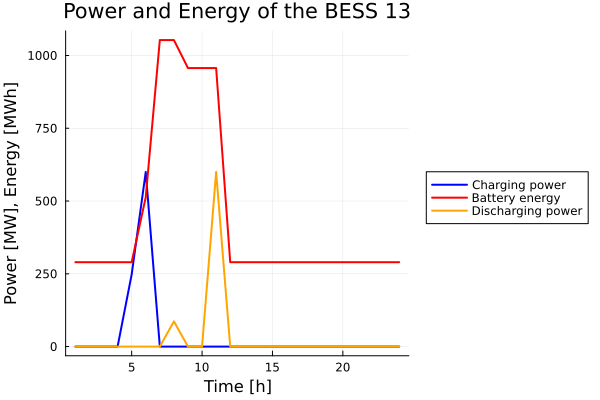 Power and Energy of the BESS 13
Power [MW], Energy [MWh]
1000
750
500
250
0
5
10
15
20
Time [h]
Charging power
Battery energy
Discharging power